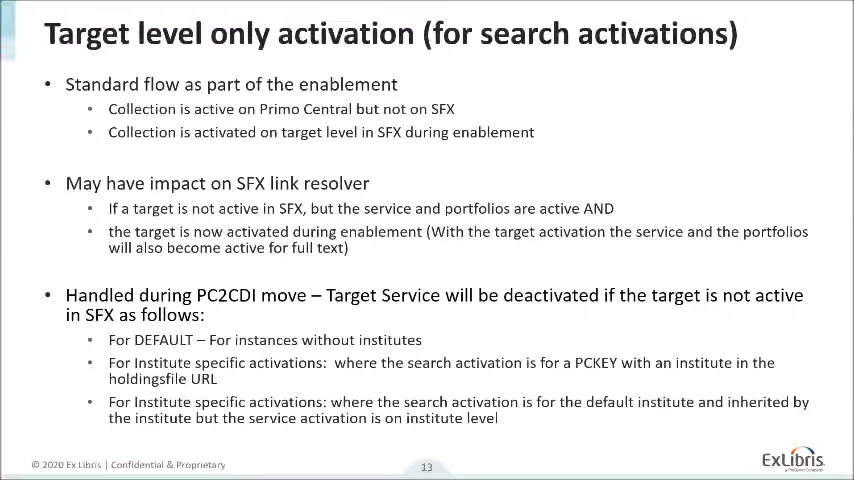 Target level only activation (for search activations)
• Standard flow as part of the enablement
• Collection is active on Primo Central but not on SFX
• Collection is activated on target level in SFX during enablement
• May have impact on SFX link resolver
• If a target is not active in SFX, but the service and portfolios are active AND
• the target is now activated during enablement (With the target activation the service and the portfolios
will also become active for full text)
• Handled during PC2CDI move – Target Service will be deactivated if the target is not active
in SFX as follows:
• For DEFAULT – For instances without institutes
• For Institute specific activations:  where the search activation is for a PCKEY with an institute in the
holdingsfile URL
• For Institute specific activations: where the search activation is for the default institute and inherited by
the institute but the service activation is on institute level
© 2020 Ex Libris | Confidential & Proprietary
13
ExLibris
a ProQuest Company